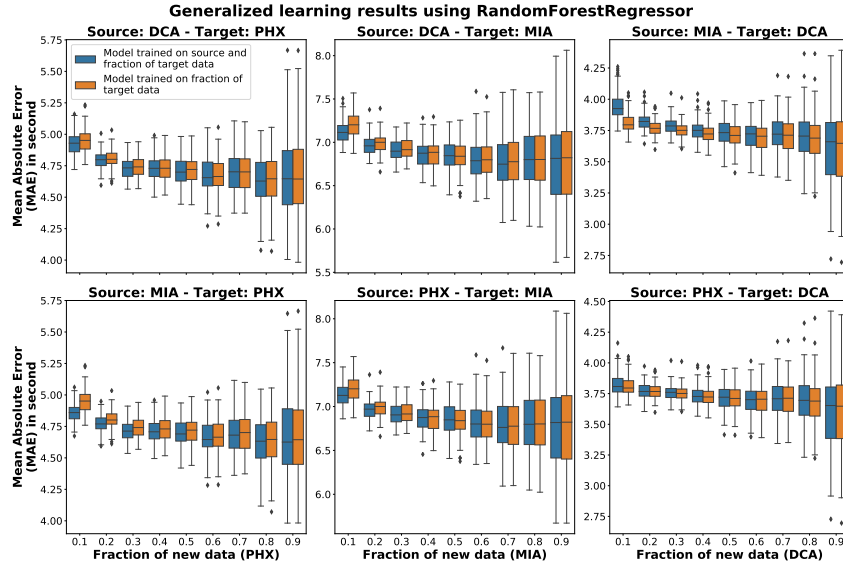 Generalized learning results using RandomForestRegressor
Source: DCA - Target: PHX
Source: DCA - Target: MIA
Source: MIA - Target: DCA
Mean Absolute Error
(MAE) in second
5.75
5.50
5.25
5.00
4.75
4.50
4.25
4.00
Model trained on source and
fraction of target data
Model trained on fraction of
target data
8.0
7.5
7.0
6.5
6.0
5.5
4.25
4.00
3.75
3.50
3.25
3.00
2.75
Source: MIA - Target: PHX
Source: PHX - Target: MIA
Source: PHX - Target: DCA
Mean Absolute Error
(MAE) in second
5.75
5.50
5.25
5.00
4.75
4.50
4.25
4.00
8.0
7.5
7.0
6.5
6.0
4.50
4.25
4.00
3.75
3.50
3.25
3.00
2.75
0.1 0.2 0.3 0.4 0.5 0.6 0.7 0.8 0.9
0.1 0.2 0.3 0.4 0.5 0.6 0.7 0.8 0.9
0.1 0.2 0.3 0.4 0.5 0.6 0.7 0.8 0.9
Fraction of new data (PHX)
Fraction of new data (MIA)
Fraction of new data (DCA)